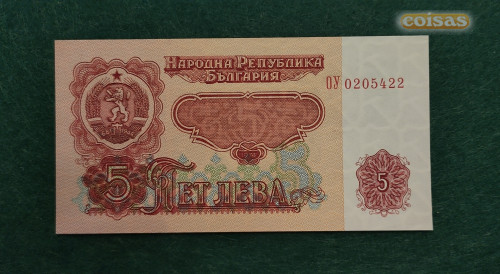 coisas
НАРОДНА РЕПУБЛИКА
БЪЛГАРИЯ
ОУ 0205422
5 ПЕТ ЛЕВА
5